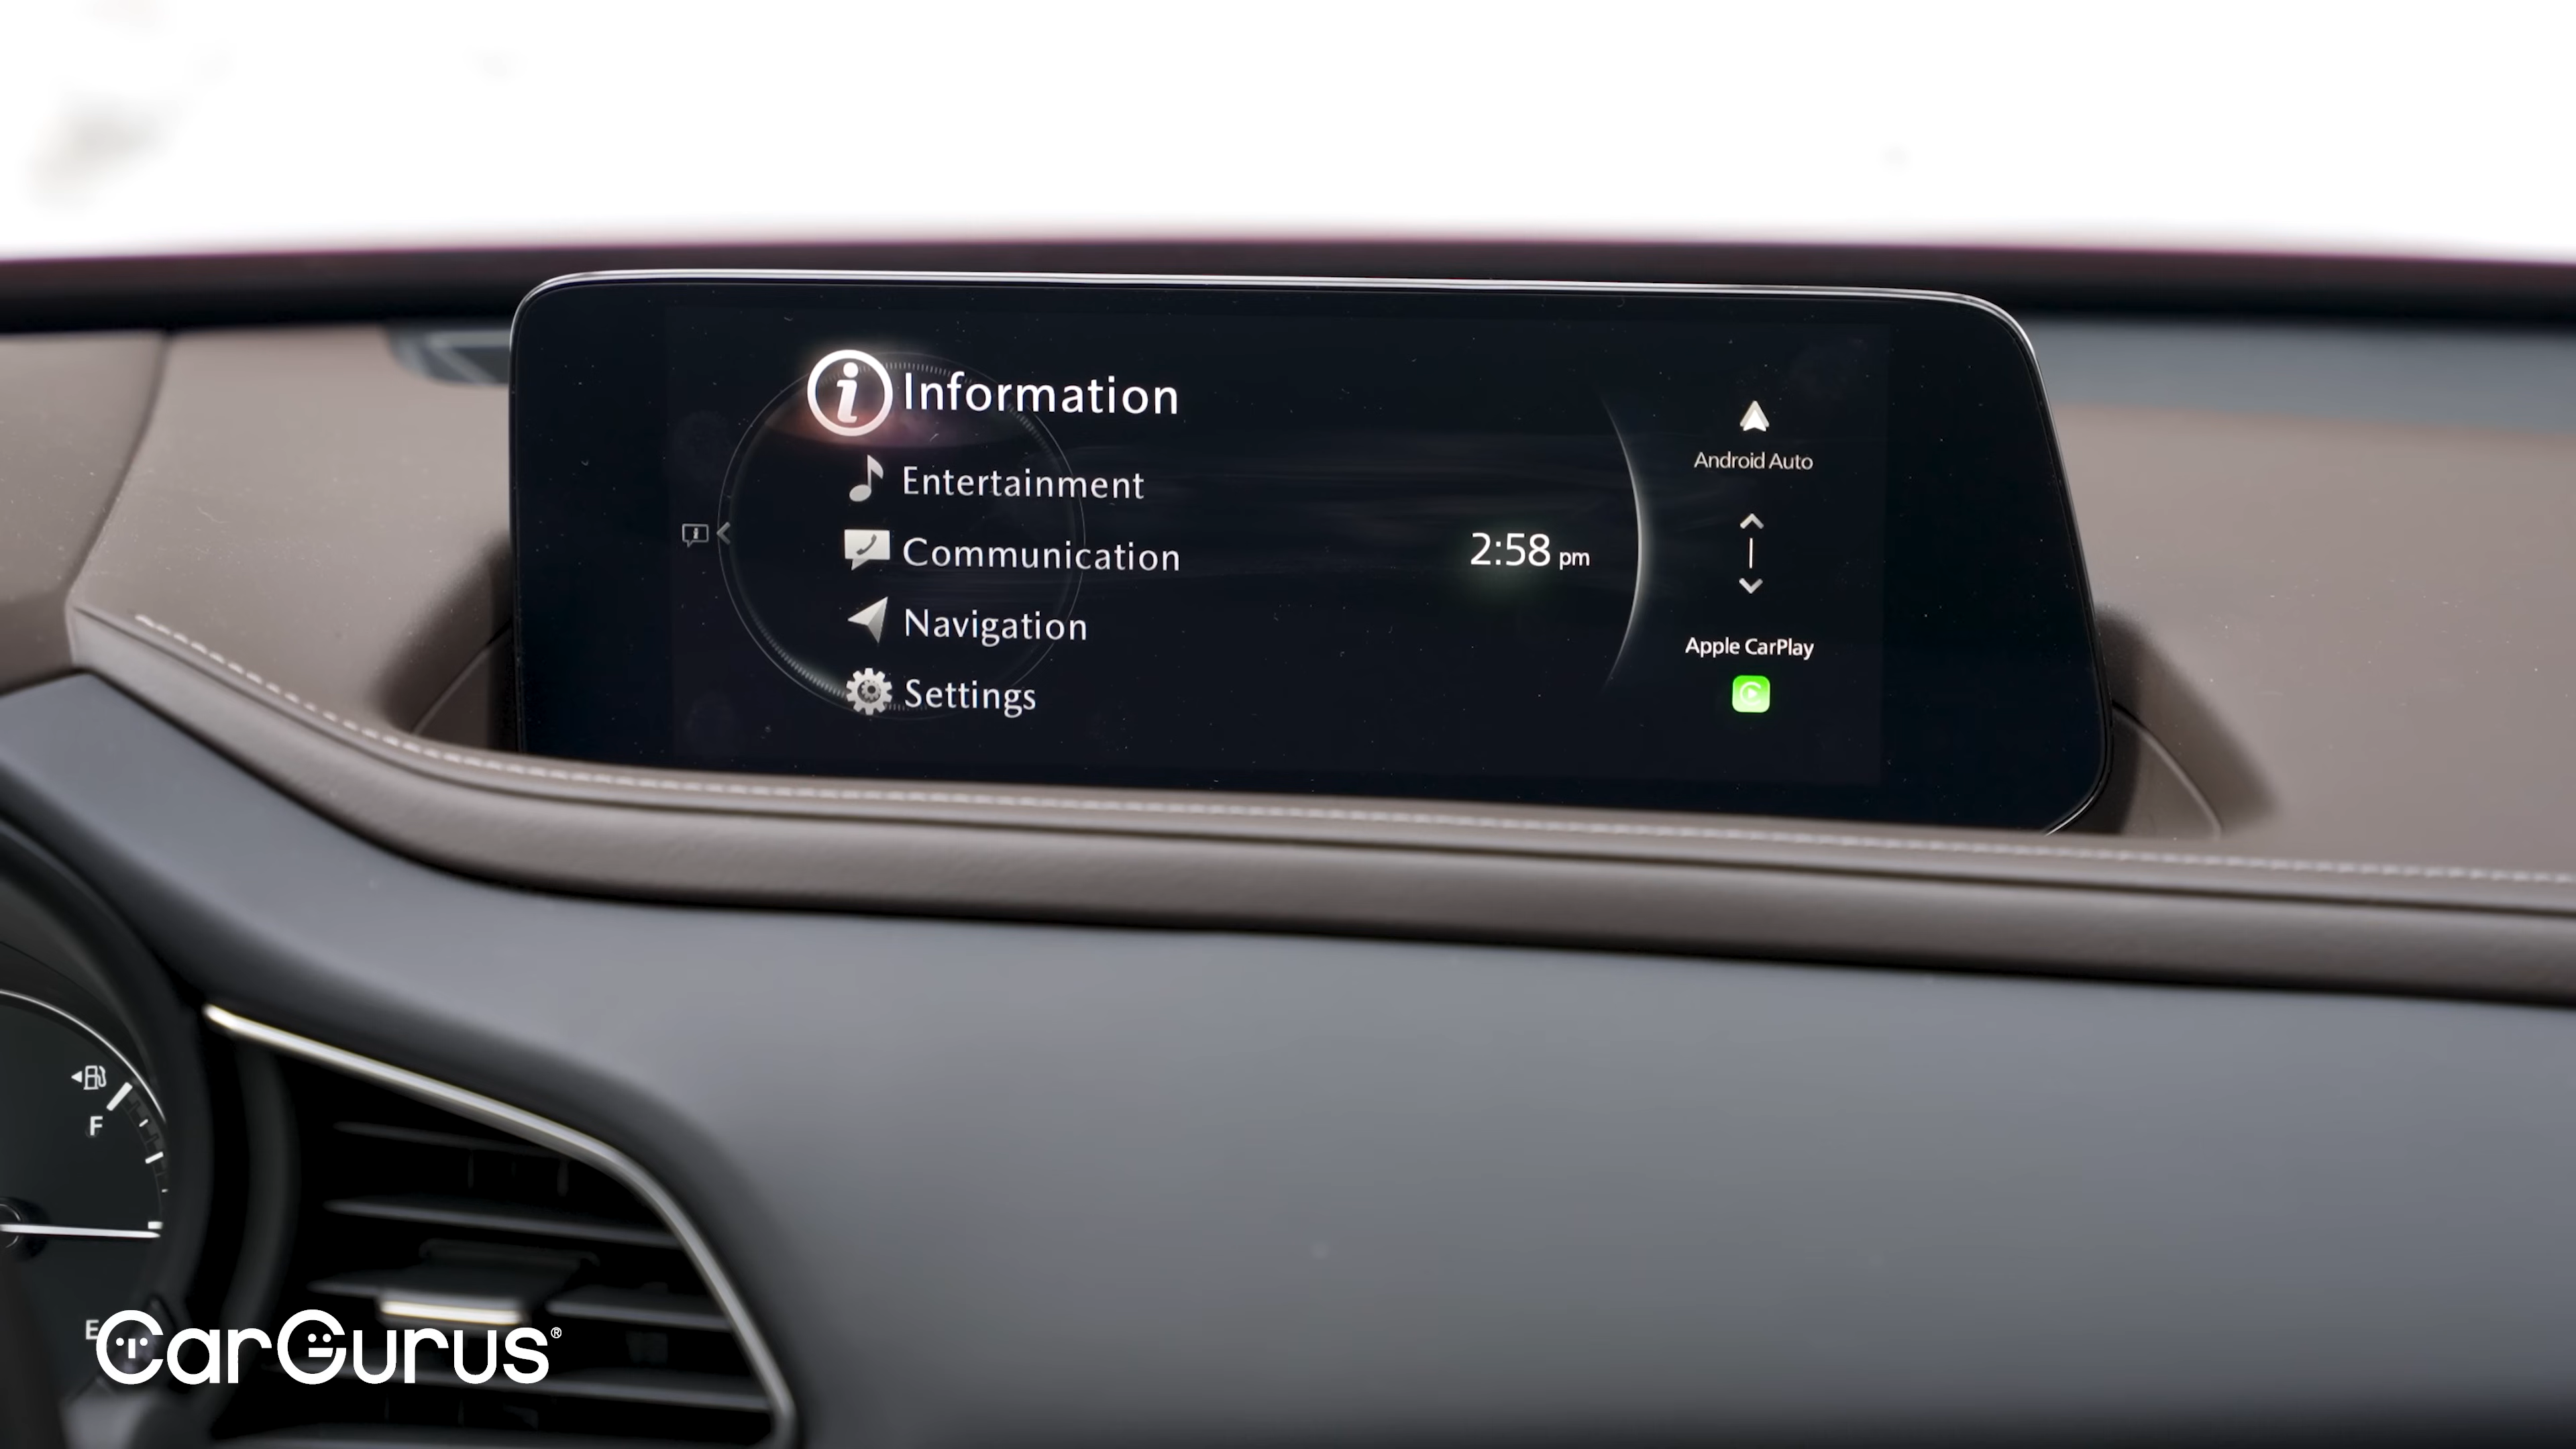 Information
Entertainment
Communication
Navigation
Settings
2:58 pm
Android Auto
Apple CarPlay
F
E
CarGurus®